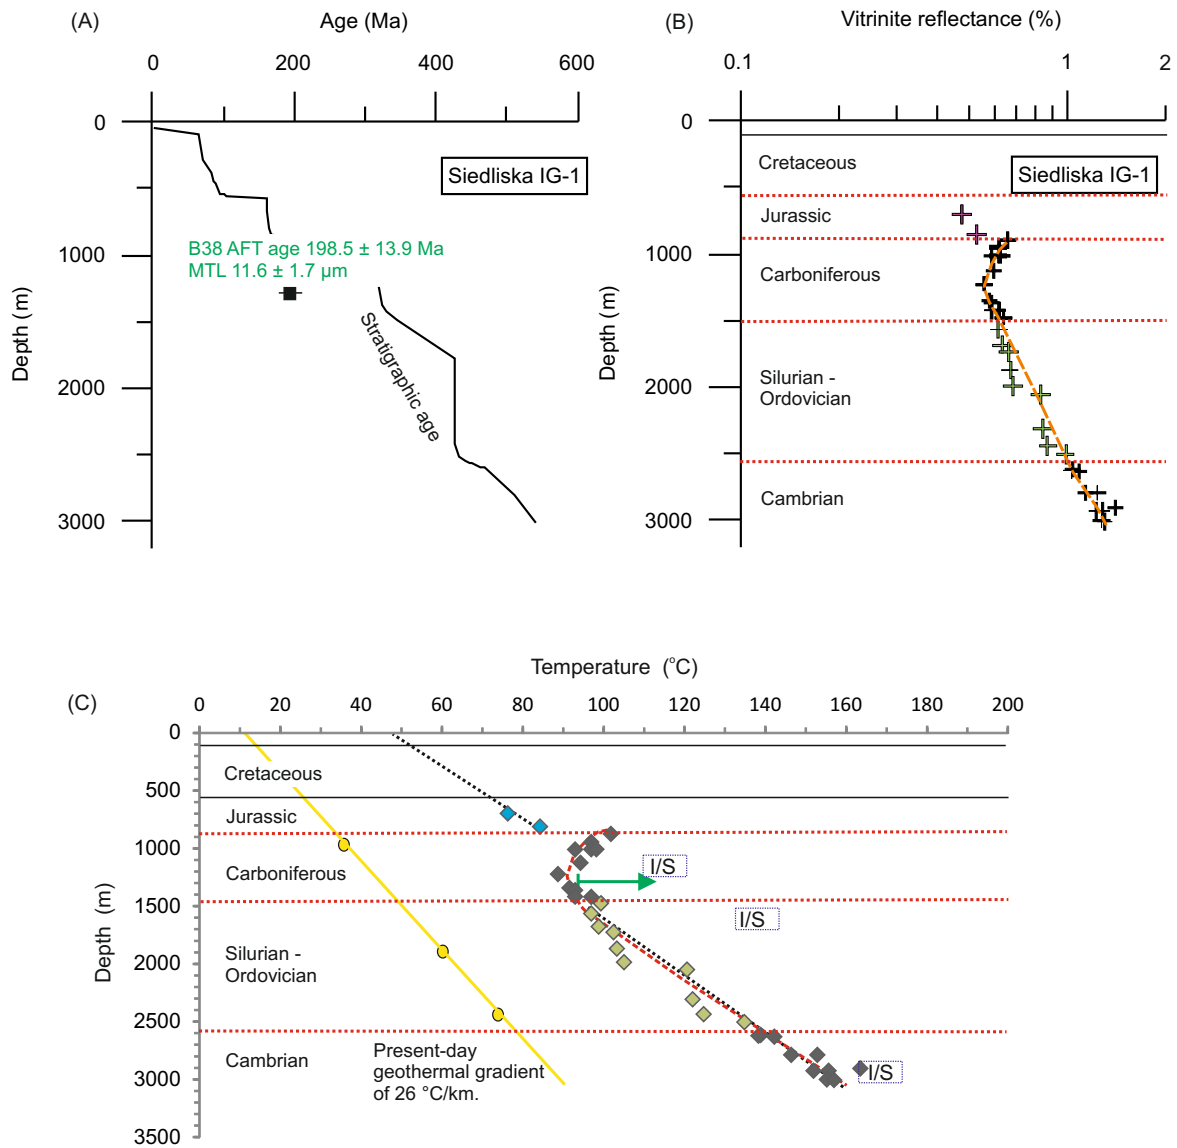 (A)
Age (Ma)
0
200
400
600
0
1000
2000
3000
Depth (m)
Siedliska IG-1
B38 AFT age 198.5 ± 13.9 Ma
MTL 11.6 ± 1.7 µm
Stratigraphic age
(B)
Vitrinite reflectance (%)
0.1
1
2
0
1000
2000
3000
Depth (m)
Cretaceous
Siedliska IG-1
Jurassic
Carboniferous
Silurian -
Ordovician
Cambrian
Temperature (°C)
(C)
0
20
40
60
80
100
120
140
160
180
200
0
500
1000
1500
2000
2500
3000
3500
Depth (m)
Cretaceous
Jurassic
Carboniferous
I/S
I/S
Silurian -
Ordovician
Cambrian
Present-day
geothermal gradient
of 26 °C/km.
I/S